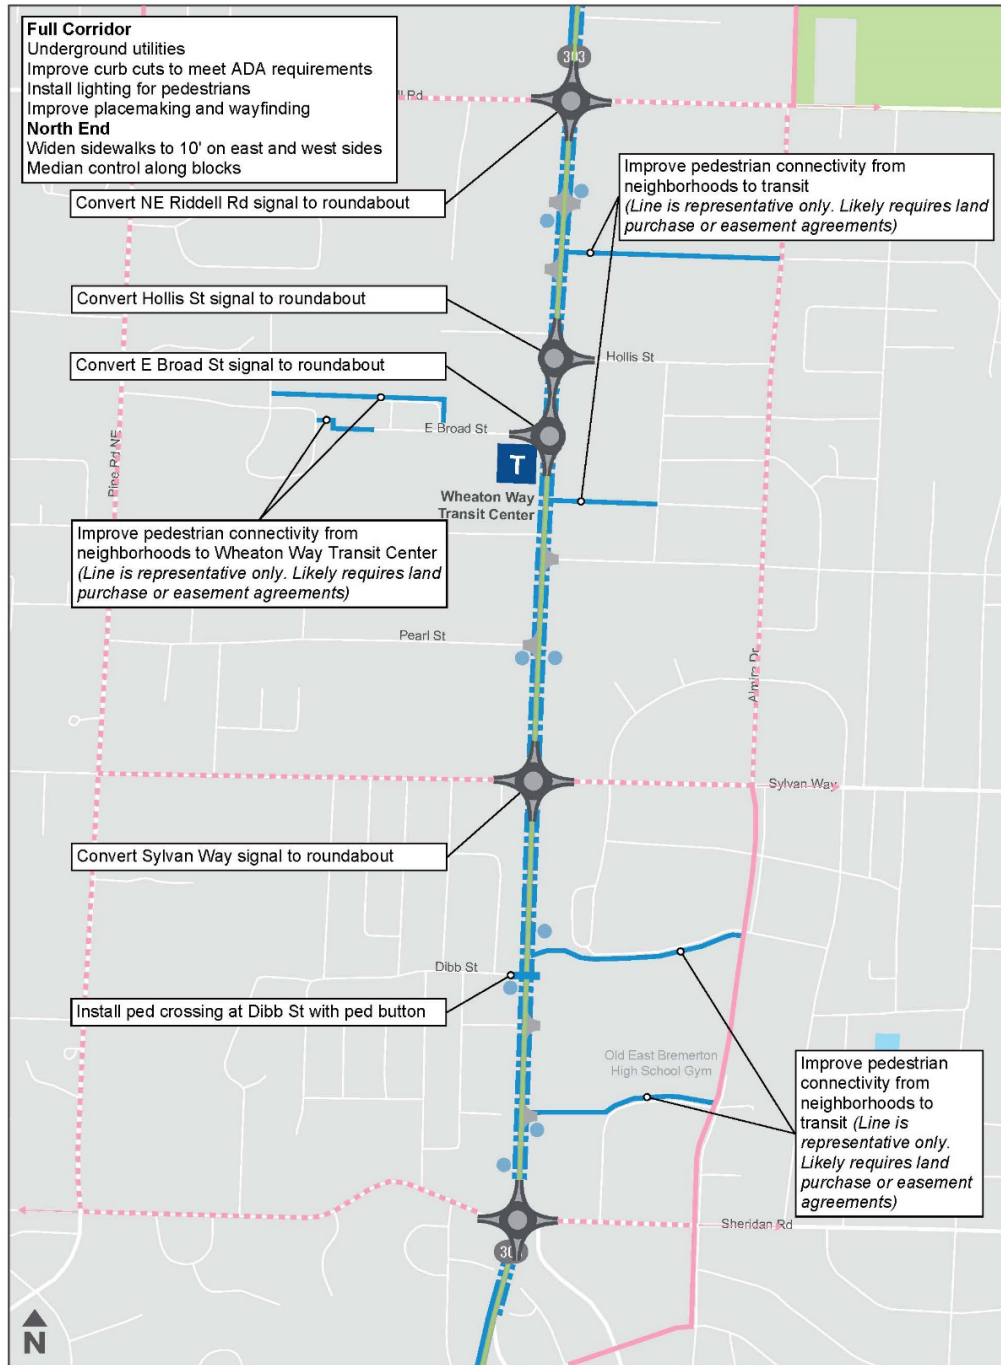 Full Corridor
Underground utilities
Improve curb cuts to meet ADA requirements
Install lighting for pedestrians
Improve placemaking and wayfinding
North End
Widen sidewalks to 10' on east and west sides
Median control along blocks
303
Rd
Convert NE Riddell Rd signal to roundabout
Improve pedestrian connectivity from
neighborhoods to transit
(Line is representative only. Likely requires land
purchase or easement agreements)
Convert Hollis St signal to roundabout
Hollis St
Convert E Broad St signal to roundabout
E Broad St
Pine Rd NE
T
Wheaton Way
Transit Center
Improve pedestrian connectivity from
neighborhoods to Wheaton Way Transit Center
(Line is representative only. Likely requires land
purchase or easement agreements)
Pearl St
Almira Dr
Sylvan Way
Convert Sylvan Way signal to roundabout
Dibb St
Install ped crossing at Dibb St with ped button
Old East Bremerton
High School Gym
Improve pedestrian
connectivity from
neighborhoods to
transit (Line is
representative only.
Likely requires land
purchase or easement
agreements)
Sheridan Rd
N